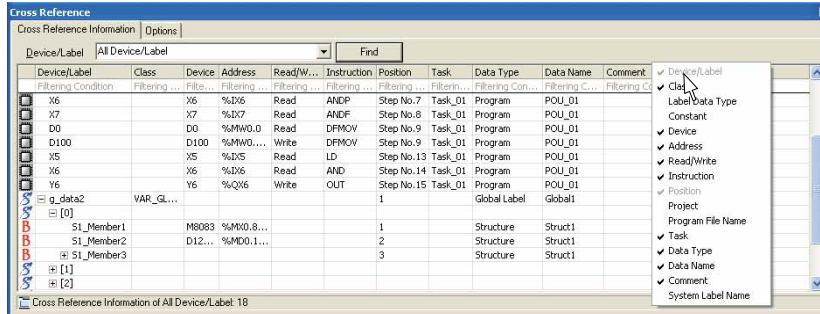 Cross Reference
Cross Reference Information Options
Device/Label All Device/Label Find
Device/Label Class Device Address Read/W... Instruction Position Task Data Type Data Name Comment
Filtering Condition Filtering ... Filte... Filtering ... Filtering ... Filtering ... Filtering ... Filterin... Filtering Con... Filtering C... Filtering Co
X6 X6 %IX6 Read ANDP Step No.7 Task_01 Program POU_01
X7 X7 %IX7 Read ANDF Step No.8 Task_01 Program POU_01
D0 D0 %MW0.0 Read DFMOV Step No.9 Task_01 Program POU_01
D100 D100 %MW0.... Write DFMOV Step No.9 Task_01 Program POU_01
X5 X5 %IX5 Read LD Step No.13 Task_01 Program POU_01
X6 X6 %IX6 Read AND Step No.14 Task_01 Program POU_01
Y6 Y6 %QX6 Write OUT Step No.15 Task_01 Program POU_01
g_data2 VAR_GL... 1 Global Label Global1
[0]
S1_Member1 M8083 %MX0.8... 1 Structure Struct1
S1_Member2 D12... %MD0.1... 2 Structure Struct1
S1_Member3 3 Structure Struct1
[1]
[2]
Device/Label
Label Data Type
Constant
Device
Address
Read/Write
Instruction
Position
Project
Program File Name
Task
Data Type
Data Name
Comment
System Label Name
Cross Reference Information of All Device/Label: 18